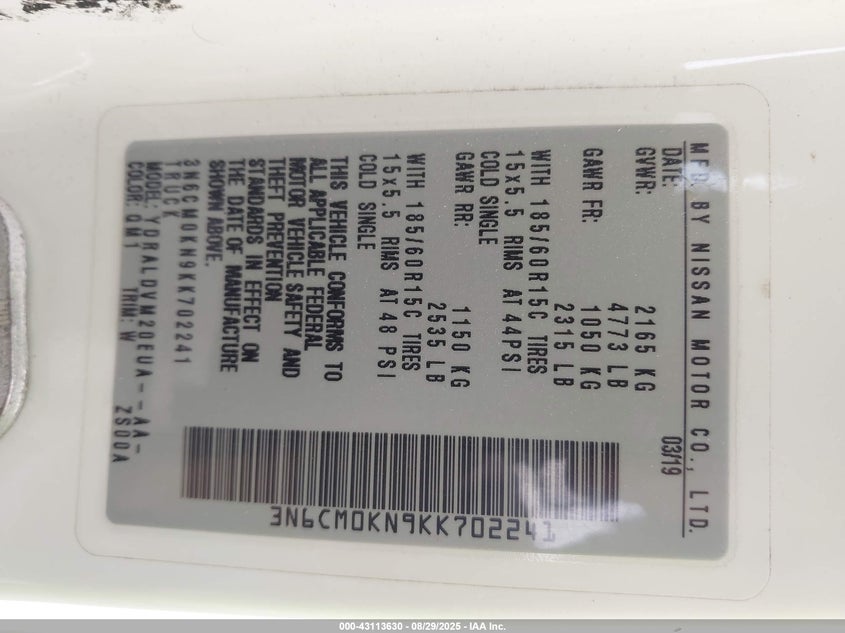 MFD. BY NISSAN MOTOR CO., LTD.
DATE: 03/19
GVWR: 2165 KG
4773 LB
GAWR FR: 1050 KG
2315 LB
WITH 185/60R15C TIRES
15x5.5 RIMS AT 44PSI
COLD SINGLE
GAWR RR: 1150 KG
2535 LB
WITH 185/60R15C TIRES
15x5.5 RIMS AT 48 PSI
COLD SINGLE
THIS VEHICLE CONFORMS TO
ALL APPLICABLE FEDERAL
MOTOR VEHICLE SAFETY AND
THEFT PREVENTION
STANDARDS IN EFFECT ON
THE DATE OF MANUFACTURE
SHOWN ABOVE.
3N6CM0KN9KK702241
TRUCK
MODEL: YDRALDVM20EUA--AA-
COLOR: QM1 TRIM: W ZS00A
3N6CM0KN9KK702241
000-43113630 - 08/29/2025 - IAA Inc.